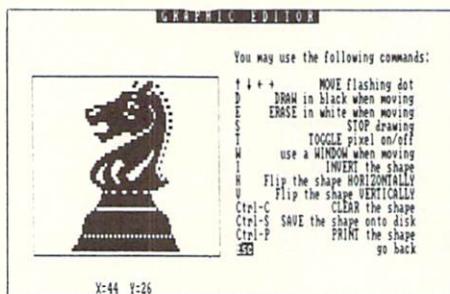 GRAPHIC EDITOR
You may use the following commands:
↑ ↓ ← → MOVE flashing dot
D DRAW in black when moving
E ERASE in white when moving
S STOP drawing
T TOGGLE pixel on/off
W use a WINDOW when moving
I INVERT the shape
H Flip the shape HORIZONTALLY
V Flip the shape VERTICALLY
Ctrl-C CLEAR the shape
Ctrl-S SAVE the shape onto disk
Ctrl-P PRINT the shape
Esc go back
X=44 Y=26